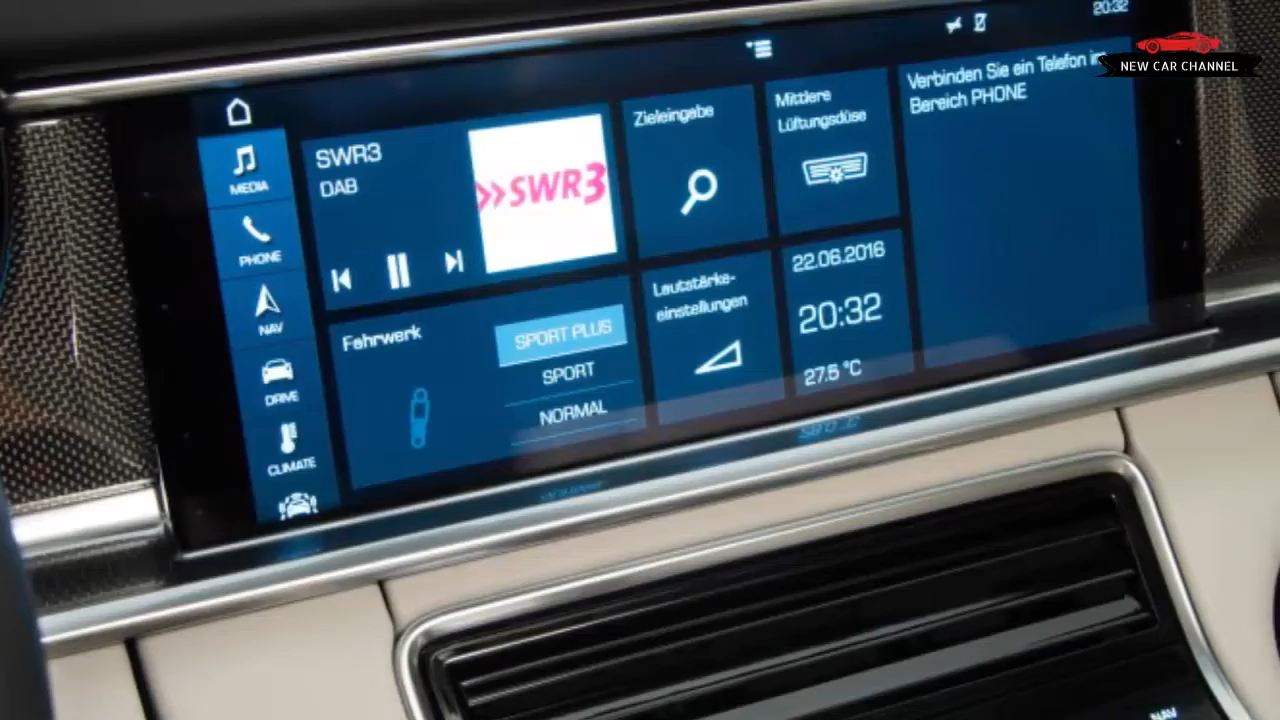 20:32
NEW CAR CHANNEL
MEDIA
PHONE
NAV
DRIVE
CLIMATE
SWR3
DAB
»SWR3
Zieleingabe
Mittlere
Lüftungsdüse
Verbinden Sie ein Telefon im
Bereich PHONE
Fahrwerk
SPORT PLUS
SPORT
NORMAL
Lautstärke-
einstellungen
22.06.2016
20:32
27.5 °C
NAV